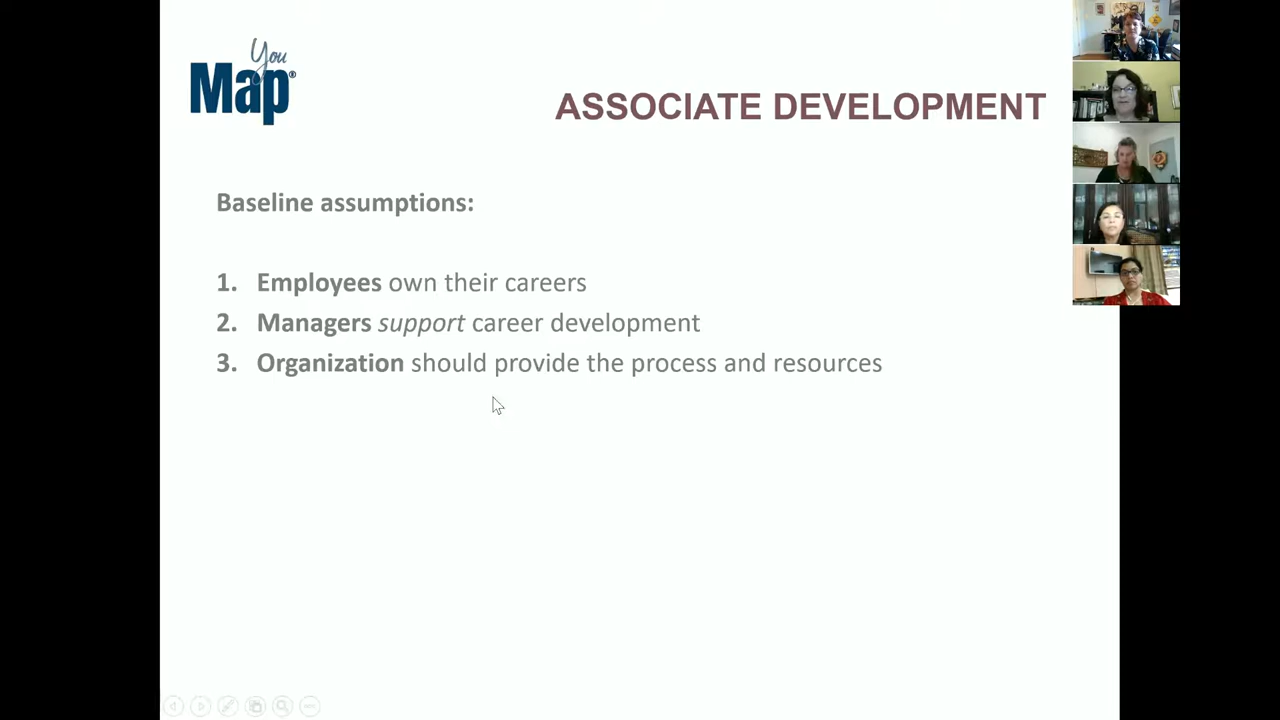 You
Map®
ASSOCIATE DEVELOPMENT
Baseline assumptions:
1. Employees own their careers
2. Managers support career development
3. Organization should provide the process and resources